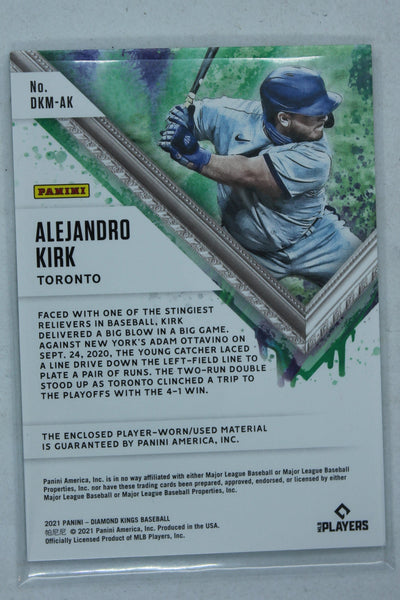 No.
DKM-AK
PANINI
ALEJANDRO
KIRK
TORONTO
FACED WITH ONE OF THE STINGIEST
RELIEVERS IN BASEBALL, KIRK
DELIVERED A BIG BLOW IN A BIG GAME.
AGAINST NEW YORK'S ADAM OTTAVINO ON
SEPT. 24, 2020, THE YOUNG CATCHER LACED
A LINE DRIVE DOWN THE LEFT-FIELD LINE TO
PLATE A PAIR OF RUNS. THE TWO-RUN DOUBLE
STOOD UP AS TORONTO CLINCHED A TRIP TO
THE PLAYOFFS WITH THE 4-1 WIN.
THE ENCLOSED PLAYER-WORN/USED MATERIAL
IS GUARANTEED BY PANINI AMERICA, INC.
Panini America, Inc. is in no way affiliated with either Major League Baseball or Major League Baseball
Properties, Inc. nor have these trading cards been prepared, approved, endorsed, or licensed by either
Major League Baseball or Major League Baseball Properties, Inc.
2021 PANINI – DIAMOND KINGS BASEBALL
帕尼尼 © 2021 Panini America, Inc. Produced in the USA.
Officially Licensed Product of MLB Players, Inc.
MLB PLAYERS